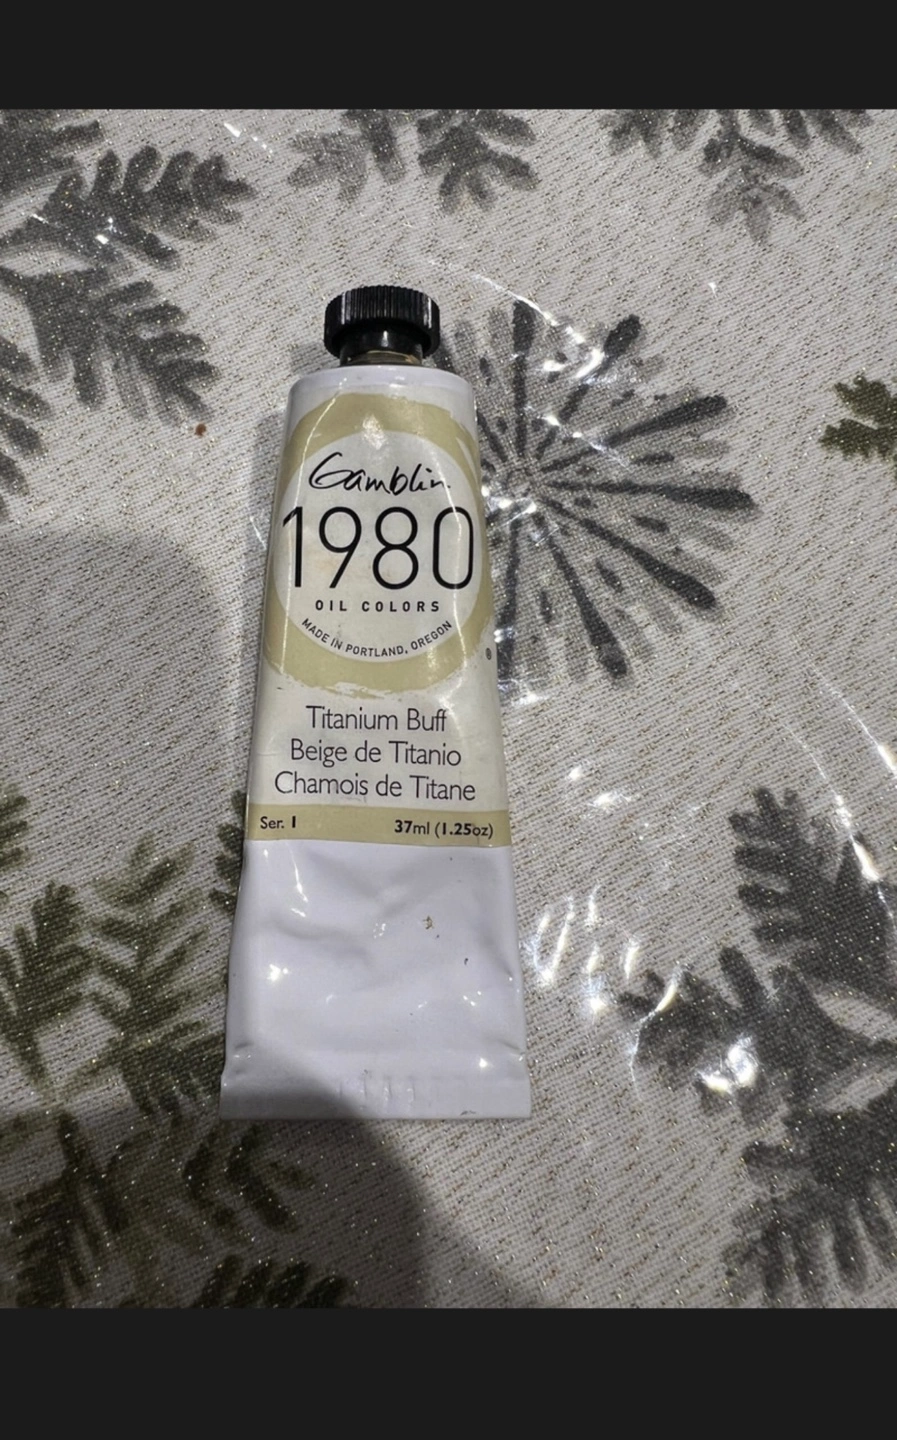 Gamblin
1980
OIL COLORS
MADE IN PORTLAND, OREGON
®
Titanium Buff
Beige de Titanio
Chamois de Titane
Ser. 1 37ml (1.25oz)